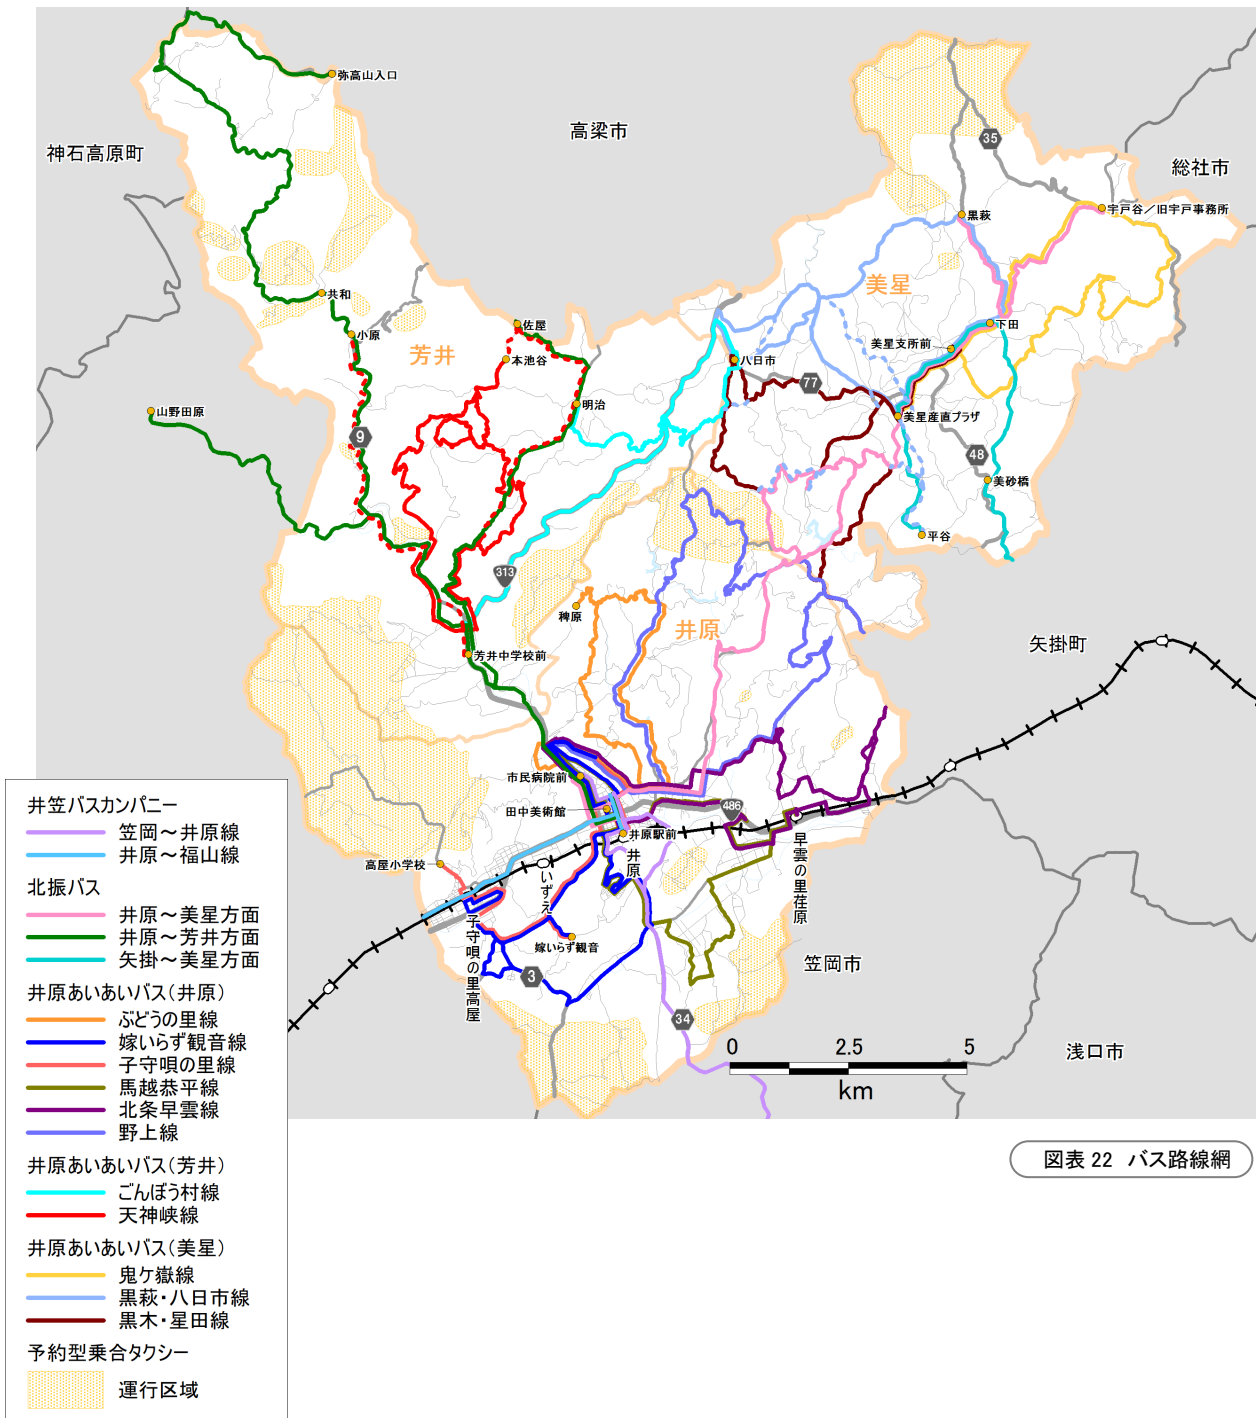 弥高山入口
高梁市
神石高原町
35
総社市
宇戸谷／旧宇戸事務所
黒萩
美星
共和
佐屋
下田
小原
芳井
本池谷
美星支所前
八日市
77
山野田原
明治
美星産直プラザ
9
48
美砂橋
平谷
313
稗原
井原
矢掛町
芳井中学校前
市民病院前
田中美術館
486
井原駅前
高屋小学校
井原
いずえ
早雲の里荏原
子守唄の里高屋
嫁いらず観音
笠岡市
3
34
浅口市
0 2.5 5
km
図表 22 バス路線網
井笠バスカンパニー
笠岡～井原線
井原～福山線
北振バス
井原～美星方面
井原～芳井方面
矢掛～美星方面
井原あいあいバス(井原)
ぶどうの里線
嫁いらず観音線
子守唄の里線
馬越恭平線
北条早雲線
野上線
井原あいあいバス(芳井)
ごんぼう村線
天神峡線
井原あいあいバス(美星)
鬼ケ嶽線
黒萩・八日市線
黒木・星田線
予約型乗合タクシー
運行区域